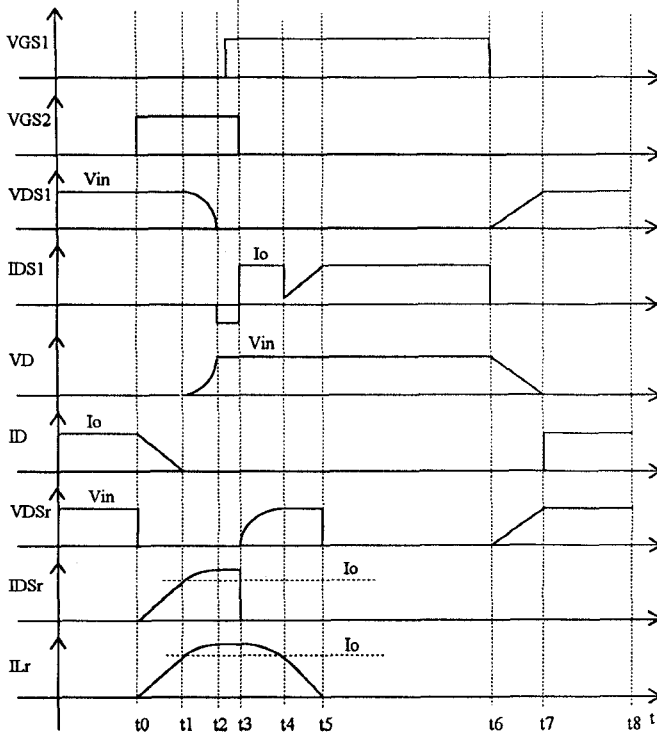 VGS1
VGS2
VDS1
Vin
IDS1
Io
VD
Vin
ID
Io
VDSr
Vin
IDSr
Io
ILr
Io
t0 t1 t2 t3 t4 t5 t6 t7 t8 t